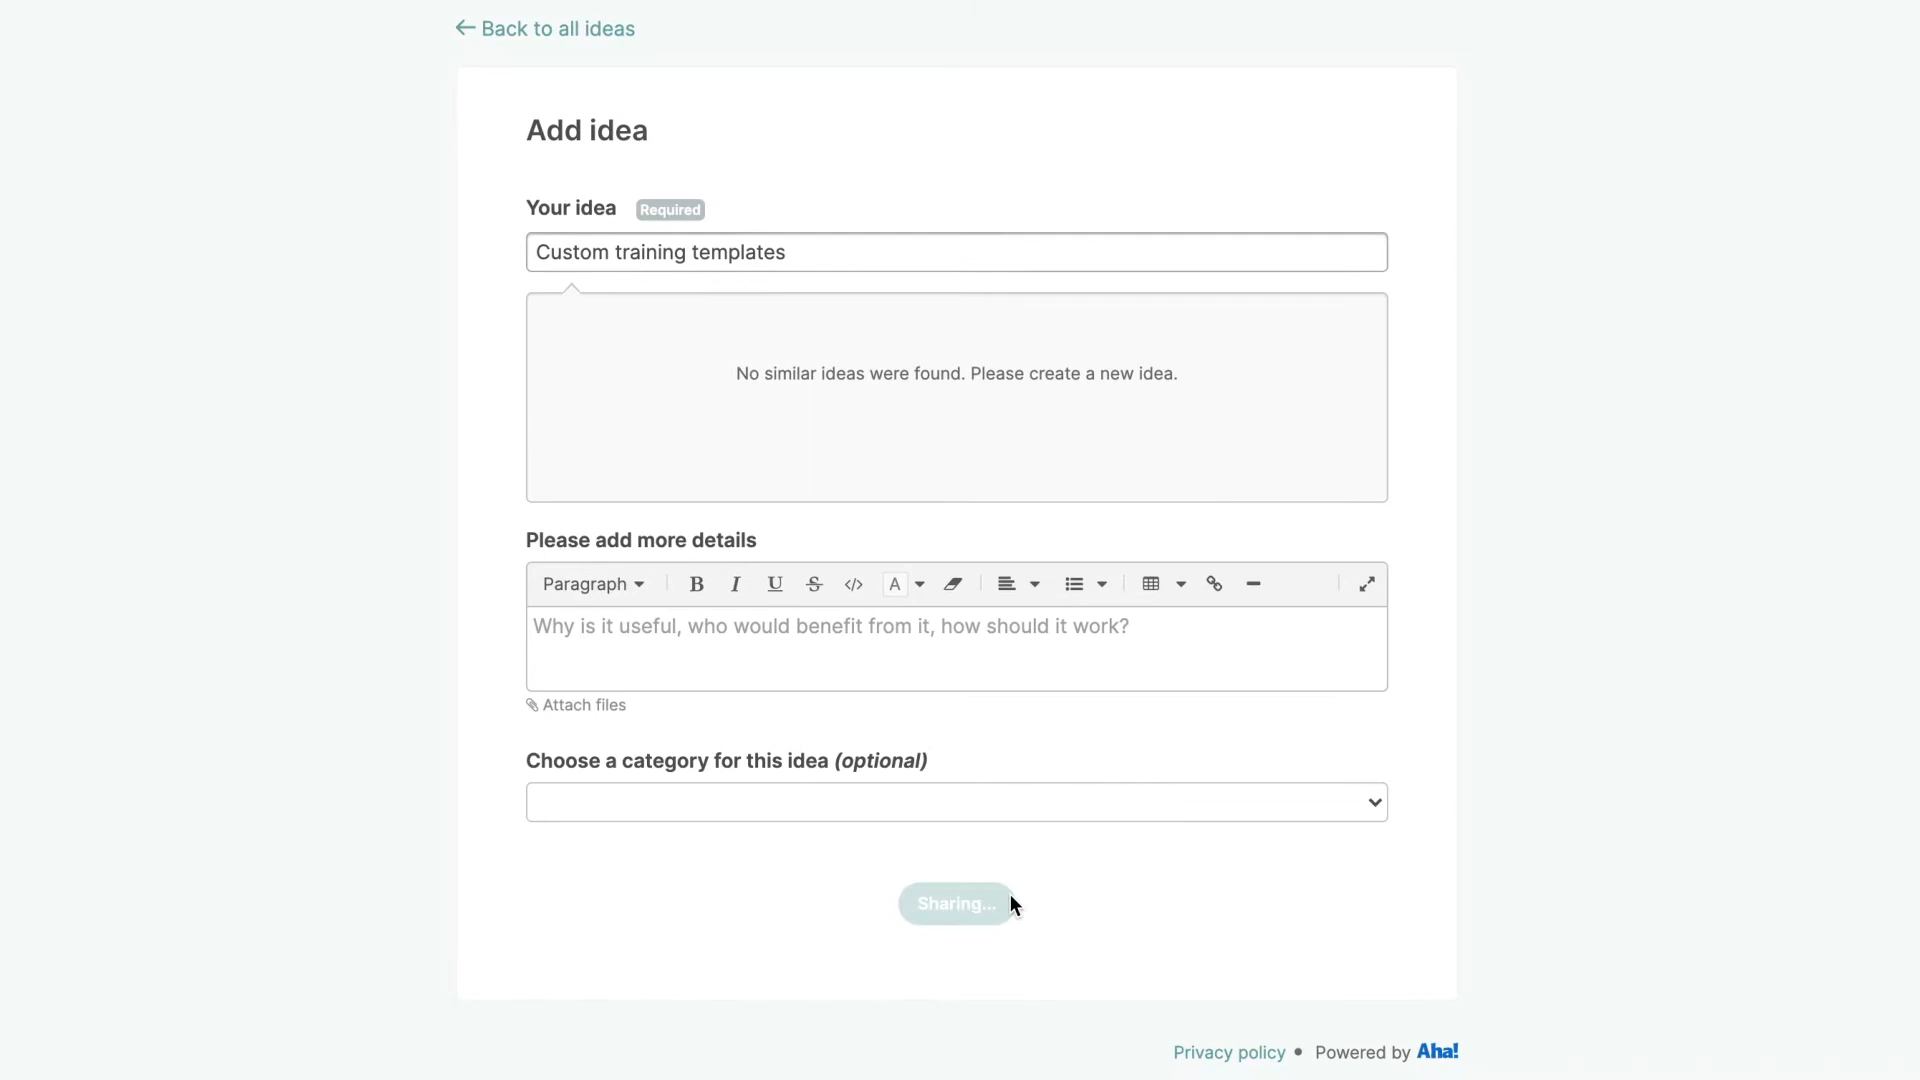 Back to all ideas
Add idea
Your idea Required
Custom training templates
No similar ideas were found. Please create a new idea.
Please add more details
Paragraph B I U S </> A
Why is it useful, who would benefit from it, how should it work?
Attach files
Choose a category for this idea (optional)
Sharing...
Privacy policy • Powered by Aha!